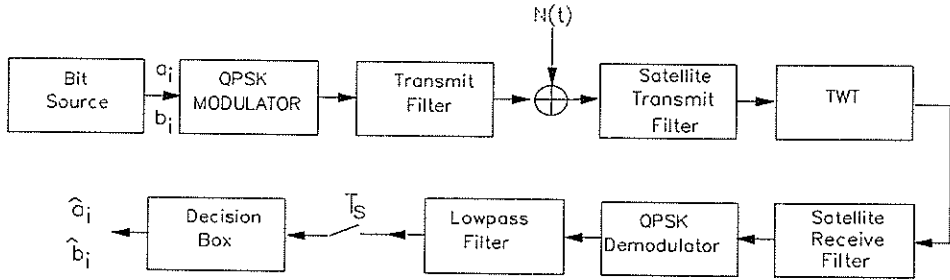 N(t)
Bit
Source
a_i
b_i
QPSK
MODULATOR
Transmit
Filter
Satellite
Transmit
Filter
TWT
â_i
b̂_i
Decision
Box
T_S
Lowpass
Filter
QPSK
Demodulator
Satellite
Receive
Filter